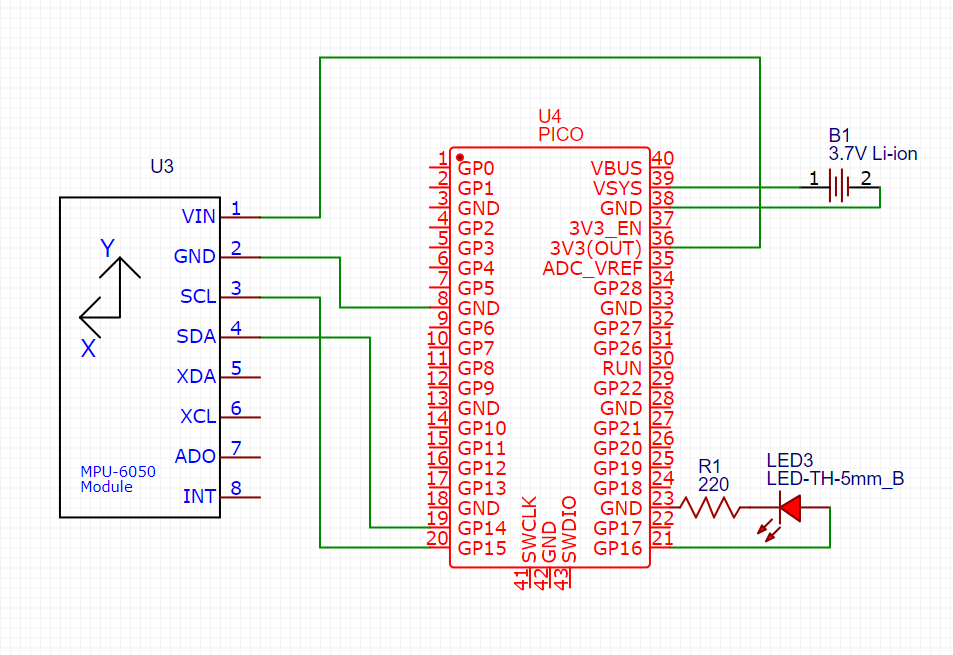 U3
VIN 1
GND 2
SCL 3
SDA 4
XDA 5
XCL 6
ADO 7
INT 8
Y
X
MPU-6050
Module
U4
PICO
1 GP0
2 GP1
3 GND
4 GP2
5 GP3
6 GP4
7 GP5
8 GND
9 GP6
10 GP7
11 GP8
12 GP9
13 GND
14 GP10
15 GP11
16 GP12
17 GP13
18 GND
19 GP14
20 GP15
SWCLK 41
GND 42
SWDIO 43
VBUS 40
VSYS 39
GND 38
3V3_EN 37
3V3(OUT) 36
ADC_VREF 35
GP28 34
GND 33
GP27 32
GP26 31
RUN 30
GP22 29
GND 28
GP21 27
GP20 26
GP19 25
GP18 24
GND 23
GP17 22
GP16 21
B1
3.7V Li-ion
1 2
R1
220
LED3
LED-TH-5mm_B